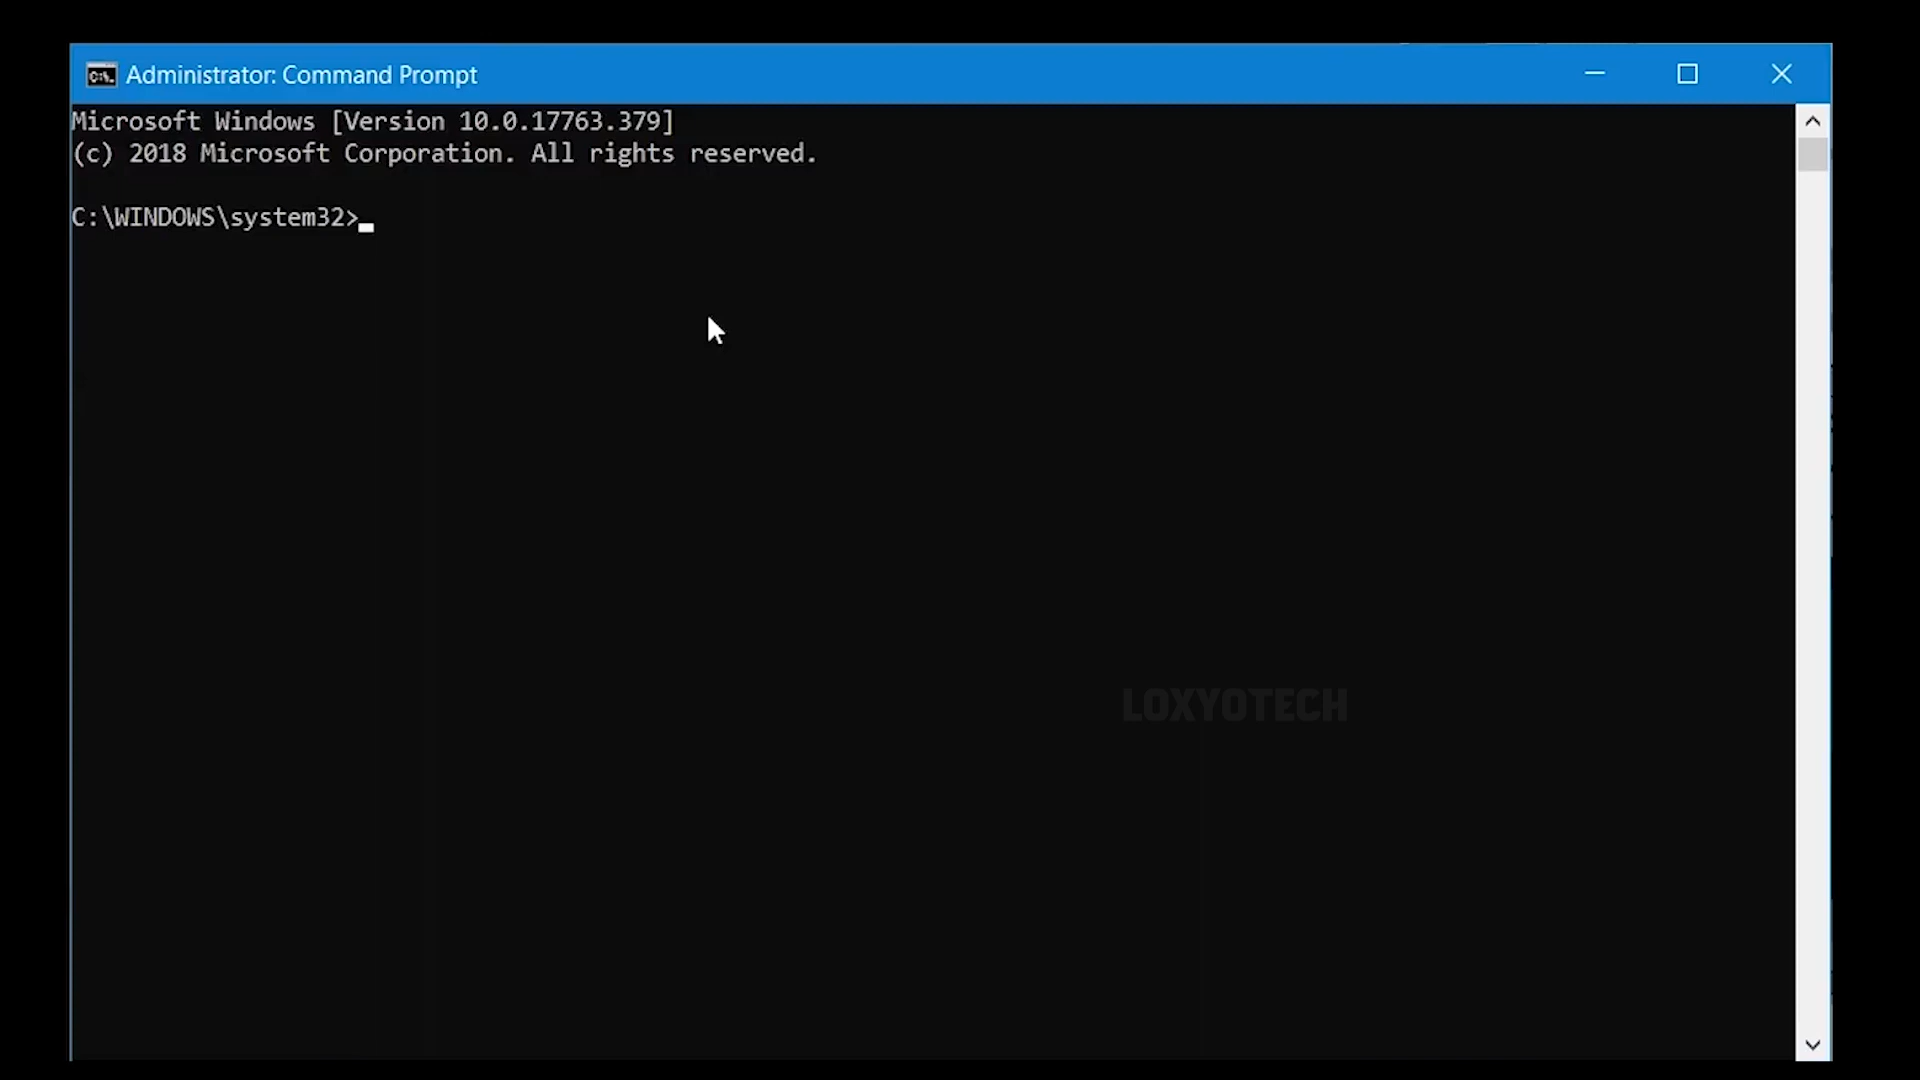 Administrator: Command Prompt
Microsoft Windows [Version 10.0.17763.379]
(c) 2018 Microsoft Corporation. All rights reserved.
C:\WINDOWS\system32>
LOXYOTECH